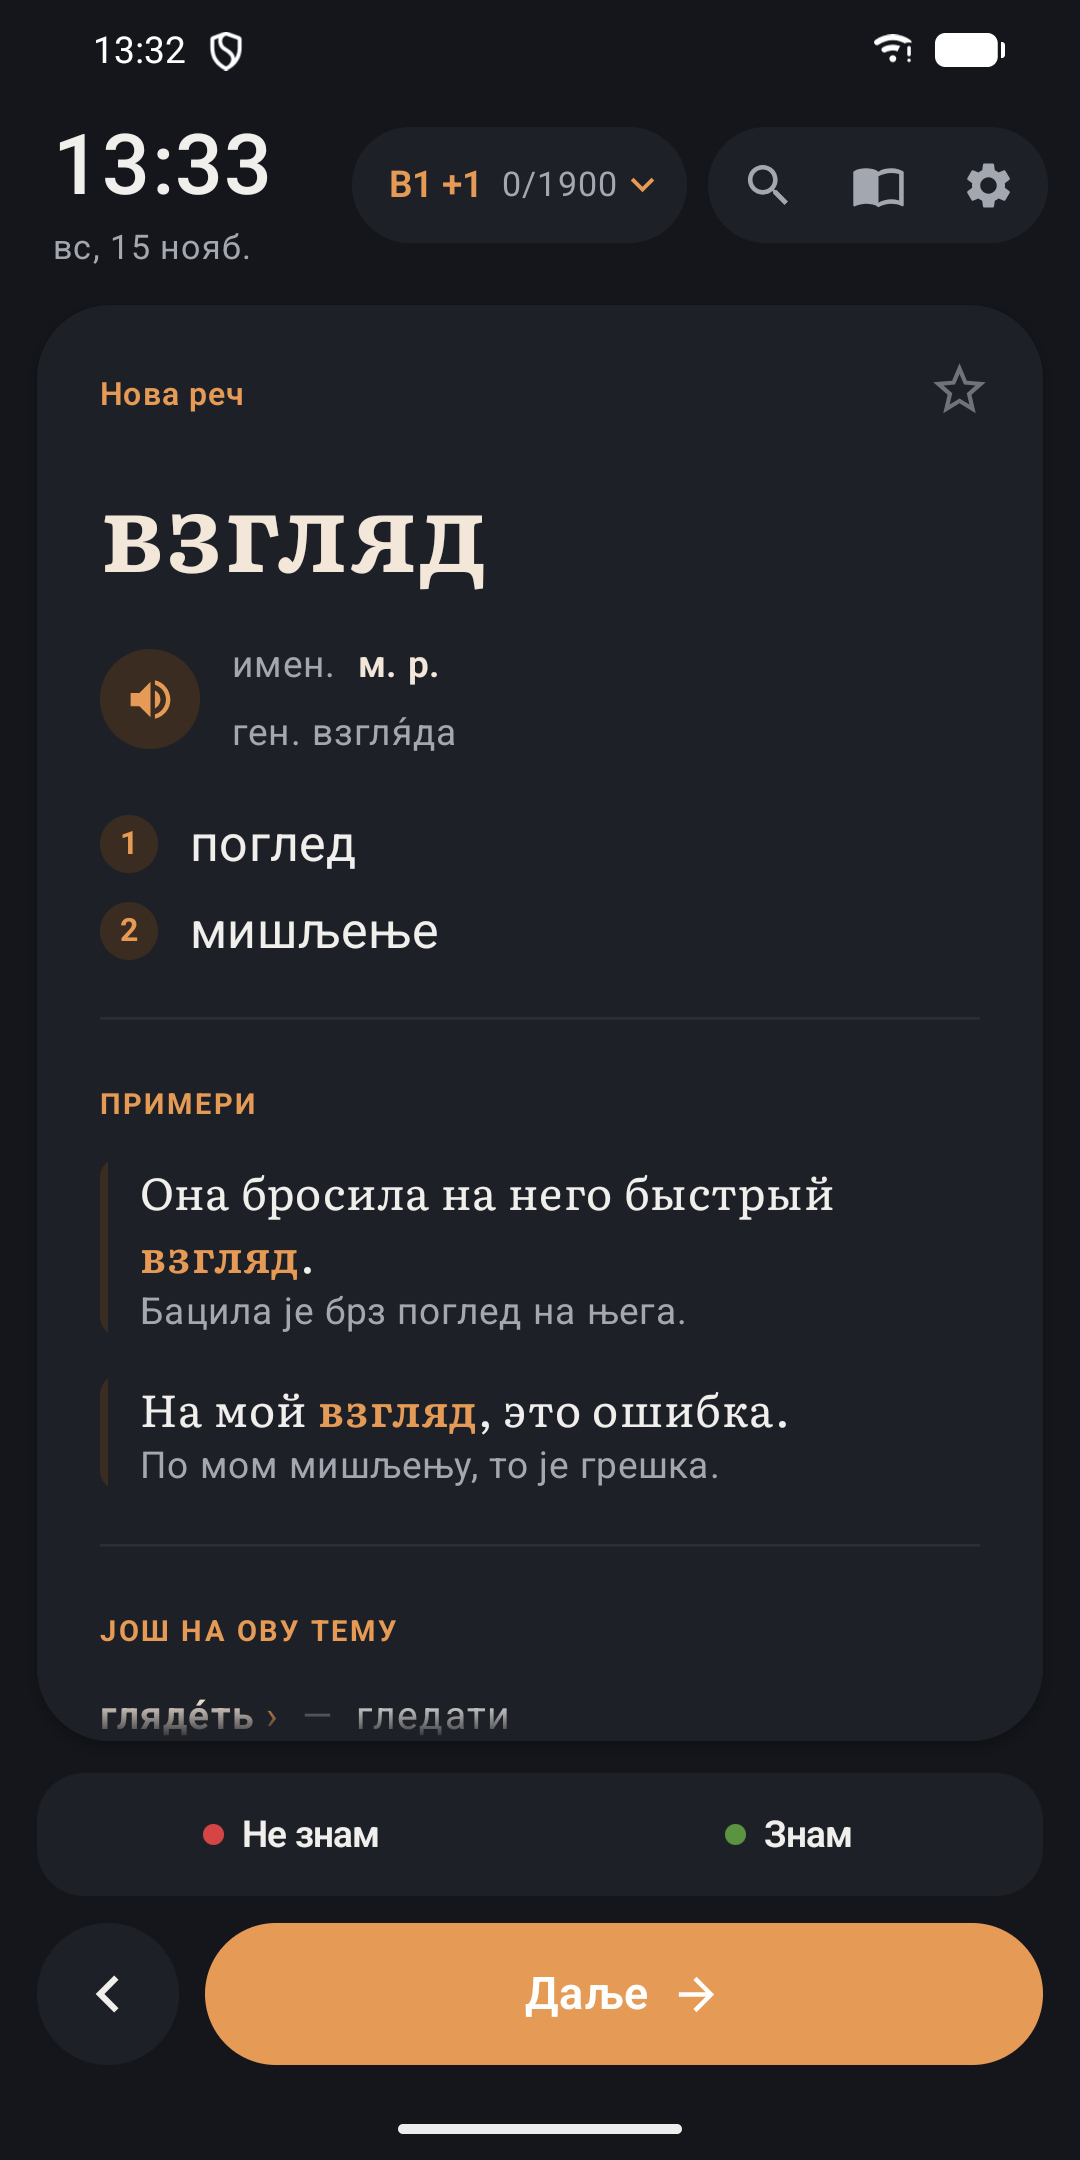 13:32
13:33
вс, 15 нояб.
B1 +1 0/1900
Нова реч
взгляд
имен. м. р.
ген. взгля́да
1 поглед
2 мишљење
ПРИМЕРИ
Она бросила на него быстрый
взгляд.
Бацила је брз поглед на њега.
На мой взгляд, это ошибка.
По мом мишљењу, то је грешка.
ЈОШ НА ОВУ ТЕМУ
гляде́ть › — гледати
Не знам
Знам
Даље →